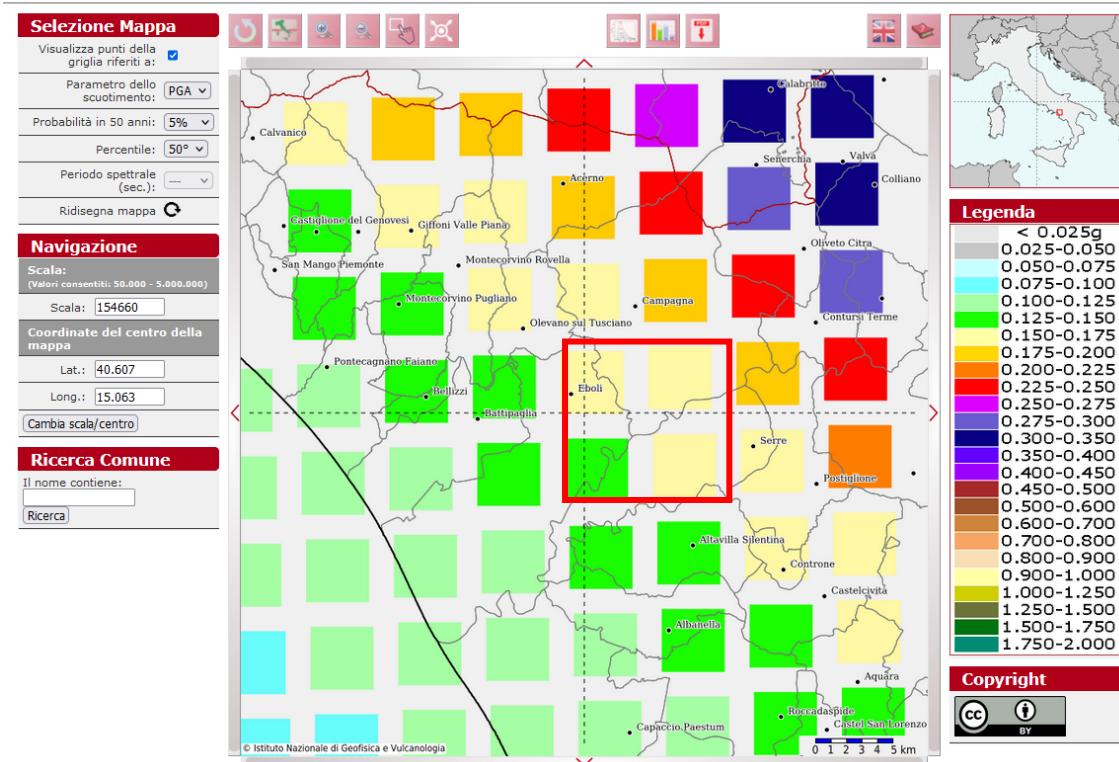 Selezione Mappa
Visualizza punti della
griglia riferiti a:
Parametro dello
scuotimento: PGA
Probabilità in 50 anni: 5%
Percentile: 50°
Periodo spettrale
(sec.): ---
Ridisegna mappa
Navigazione
Scala:
(Valori consentiti: 50.000 - 5.000.000)
Scala: 154660
Coordinate del centro della
mappa
Lat.: 40.607
Long.: 15.063
Cambia scala/centro
Ricerca Comune
Il nome contiene:
Ricerca
PDF
Calabritto
Calvanico
Senerchia
Valva
Acerno
Colliano
Castiglione del Genovesi
Giffoni Valle Piana
Oliveto Citra
San Mango Piemonte
Montecorvino Rovella
Montecorvino Pugliano
Campagna
Olevano sul Tusciano
Contursi Terme
Pontecagnano Faiano
Bellizzi
Eboli
Battipaglia
Serre
Postiglione
Altavilla Silentina
Controne
Castelcività
Albanella
Aquara
Roccadaspide
Castel San Lorenzo
Capaccio Paestum
© Istituto Nazionale di Geofisica e Vulcanologia
0 1 2 3 4 5 km
Legenda
< 0.025g
0.025-0.050
0.050-0.075
0.075-0.100
0.100-0.125
0.125-0.150
0.150-0.175
0.175-0.200
0.200-0.225
0.225-0.250
0.250-0.275
0.275-0.300
0.300-0.350
0.350-0.400
0.400-0.450
0.450-0.500
0.500-0.600
0.600-0.700
0.700-0.800
0.800-0.900
0.900-1.000
1.000-1.250
1.250-1.500
1.500-1.750
1.750-2.000
Copyright
cc
BY